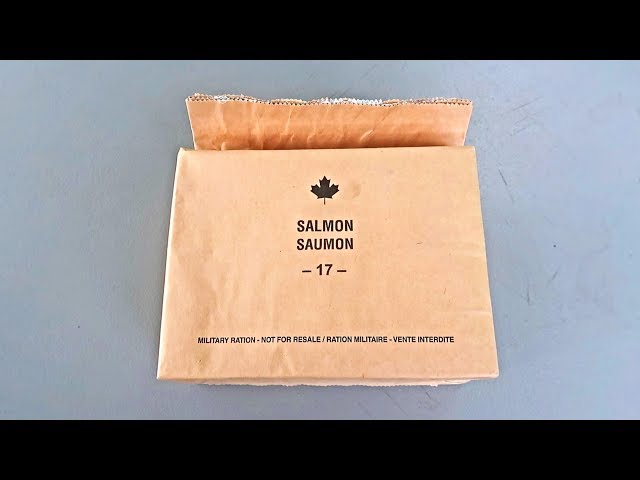 SALMON
SAUMON
– 17 –
MILITARY RATION - NOT FOR RESALE / RATION MILITAIRE - VENTE INTERDITE